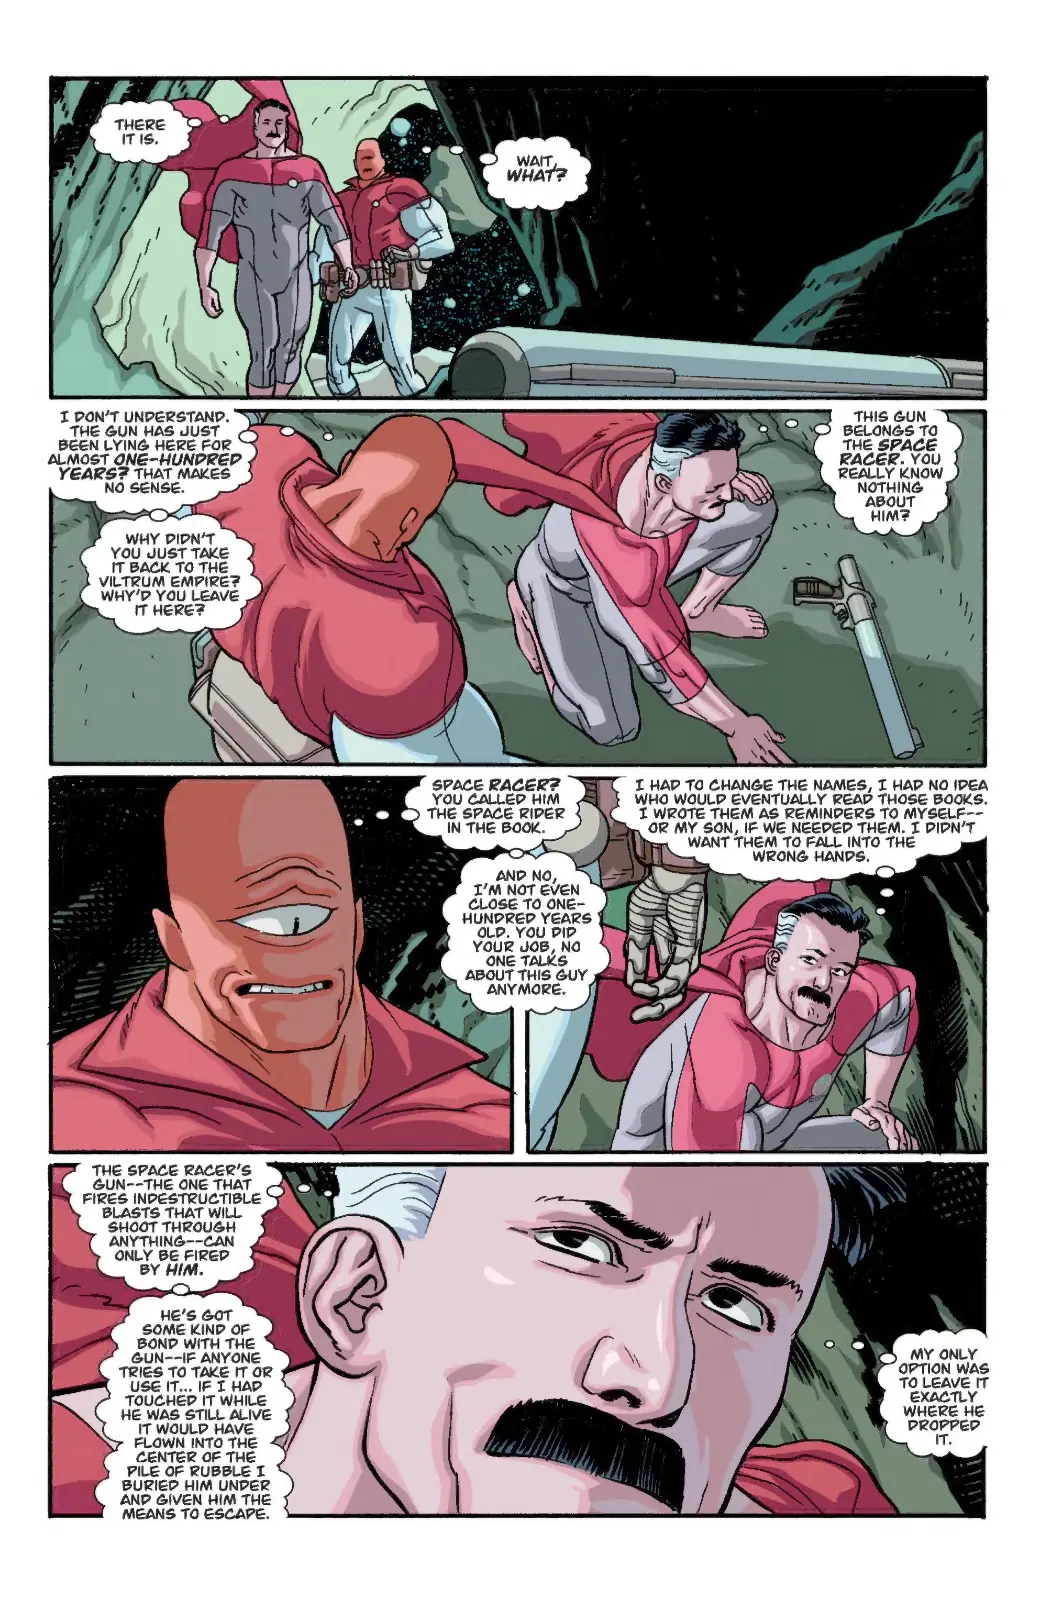 THERE
IT IS.
WAIT,
WHAT?
I DON'T UNDERSTAND.
THE GUN HAS JUST
BEEN LYING HERE FOR
ALMOST ONE-HUNDRED
YEARS? THAT MAKES
NO SENSE.
WHY DIDN'T
YOU JUST TAKE
IT BACK TO THE
VILTRUM EMPIRE?
WHY'D YOU LEAVE
IT HERE?
THIS GUN
BELONGS TO
THE SPACE
RACER. YOU
REALLY KNOW
NOTHING
ABOUT
HIM?
SPACE RACER?
YOU CALLED HIM
THE SPACE RIDER
IN THE BOOK.
AND NO,
I'M NOT EVEN
CLOSE TO ONE-
HUNDRED YEARS
OLD. YOU DID
YOUR JOB, NO
ONE TALKS
ABOUT THIS GUY
ANYMORE.
I HAD TO CHANGE THE NAMES, I HAD NO IDEA
WHO WOULD EVENTUALLY READ THOSE BOOKS.
I WROTE THEM AS REMINDERS TO MYSELF--
OR MY SON, IF WE NEEDED THEM. I DIDN'T
WANT THEM TO FALL INTO THE
WRONG HANDS.
THE SPACE RACER'S
GUN--THE ONE THAT
FIRES INDESTRUCTIBLE
BLASTS THAT WILL
SHOOT THROUGH
ANYTHING--CAN
ONLY BE FIRED
BY HIM.
HE'S GOT
SOME KIND OF
BOND WITH THE
GUN--IF ANYONE
TRIES TO TAKE IT OR
USE IT... IF I HAD
TOUCHED IT WHILE
HE WAS STILL ALIVE
IT WOULD HAVE
FLOWN INTO THE
CENTER OF THE
PILE OF RUBBLE I
BURIED HIM UNDER
AND GIVEN HIM THE
MEANS TO ESCAPE.
MY ONLY
OPTION WAS
TO LEAVE IT
EXACTLY
WHERE HE
DROPPED
IT.